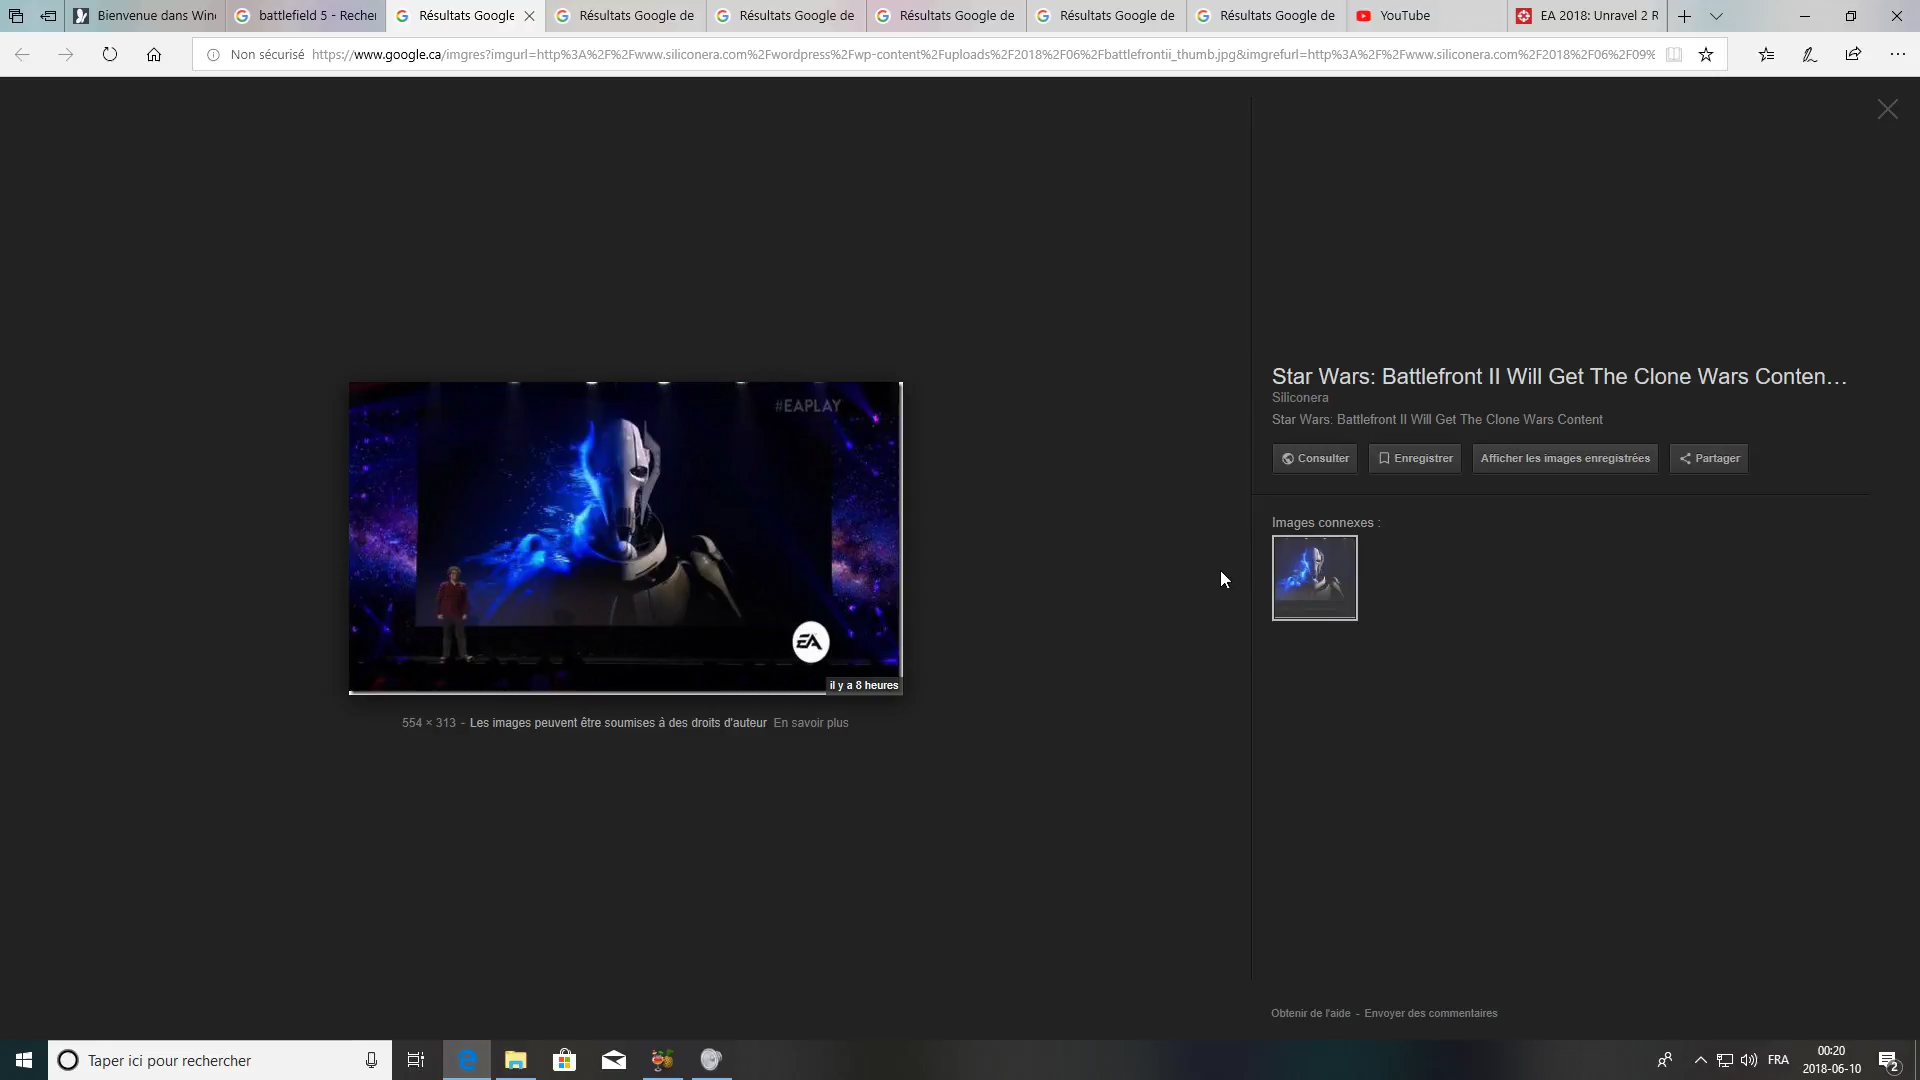 Bienvenue dans Win
battlefield 5 - Recher
Résultats Google
Résultats Google de
Résultats Google de
Résultats Google de
Résultats Google de
Résultats Google de
YouTube
EA 2018: Unravel 2 R
Non sécurisé
https://www.google.ca/imgres?imgurl=http%3A%2F%2Fwww.siliconera.com%2Fwordpress%2Fwp-content%2Fuploads%2F2018%2F06%2Fbattlefrontii_thumb.jpg&imgrefurl=http%3A%2F%2Fwww.siliconera.com%2F2018%2F06%2F09%
#EAPLAY
EA
il y a 8 heures
554 × 313 - Les images peuvent être soumises à des droits d'auteur En savoir plus
Star Wars: Battlefront II Will Get The Clone Wars Conten…
Siliconera
Star Wars: Battlefront II Will Get The Clone Wars Content
Consulter
Enregistrer
Afficher les images enregistrées
Partager
Images connexes :
Obtenir de l'aide - Envoyer des commentaires
Taper ici pour rechercher
FRA
00:20
2018-06-10
2